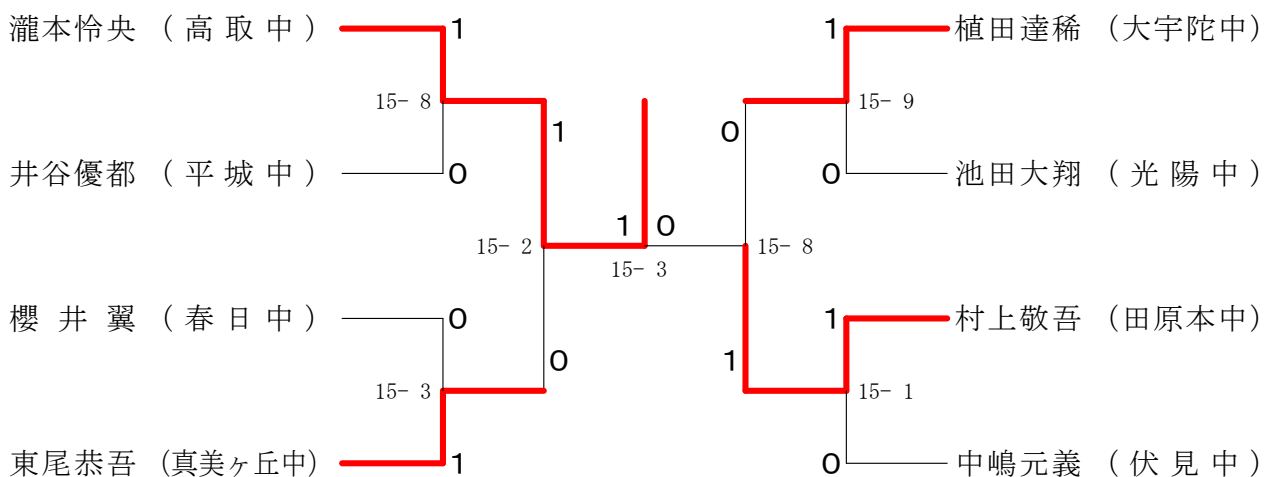 瀧本怜央 (高取中) 1 1 植田達稀 (大宇陀中)
15- 8 1 0 15- 9
井谷優都 (平城中) 0 0 池田大翔 (光陽中)
1 0
15- 2 15- 3 15- 8
櫻井翼 (春日中) 0 1 村上敬吾 (田原本中)
0 1
15- 3 15- 1
東尾恭吾 (真美ヶ丘中) 1 0 中嶋元義 (伏見中)